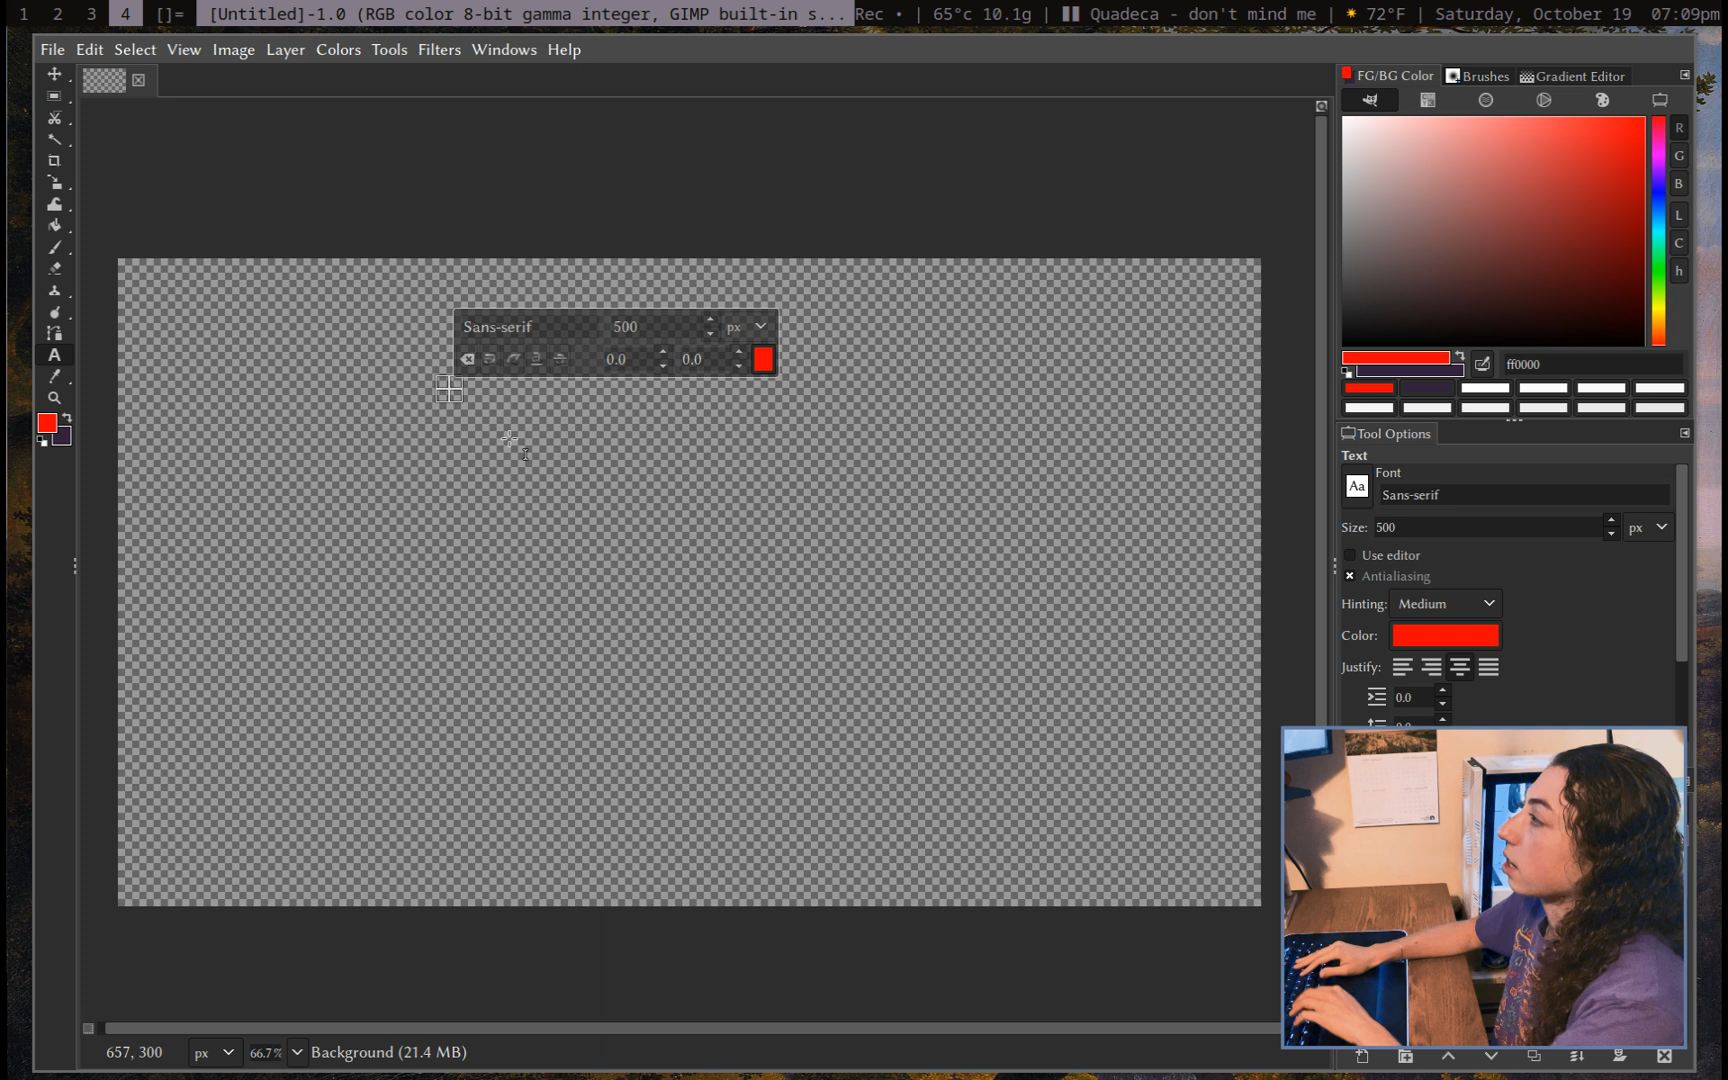 1 2 3 4 []= [Untitled]-1.0 (RGB color 8-bit gamma integer, GIMP built-in s... Rec • | 65°c 10.1g | Quadeca - don't mind me | 72°F | Saturday, October 19 07:09pm
File Edit Select View Image Layer Colors Tools Filters Windows Help
FG/BG Color Brushes Gradient Editor
R
G
B
L
C
h
ff0000
Sans-serif 500 px
0.0 0.0
Tool Options
Text
Font
Aa Sans-serif
Size: 500 px
Use editor
Antialiasing
Hinting: Medium
Color:
Justify:
0.0
0.0
657, 300 px 66.7% Background (21.4 MB)